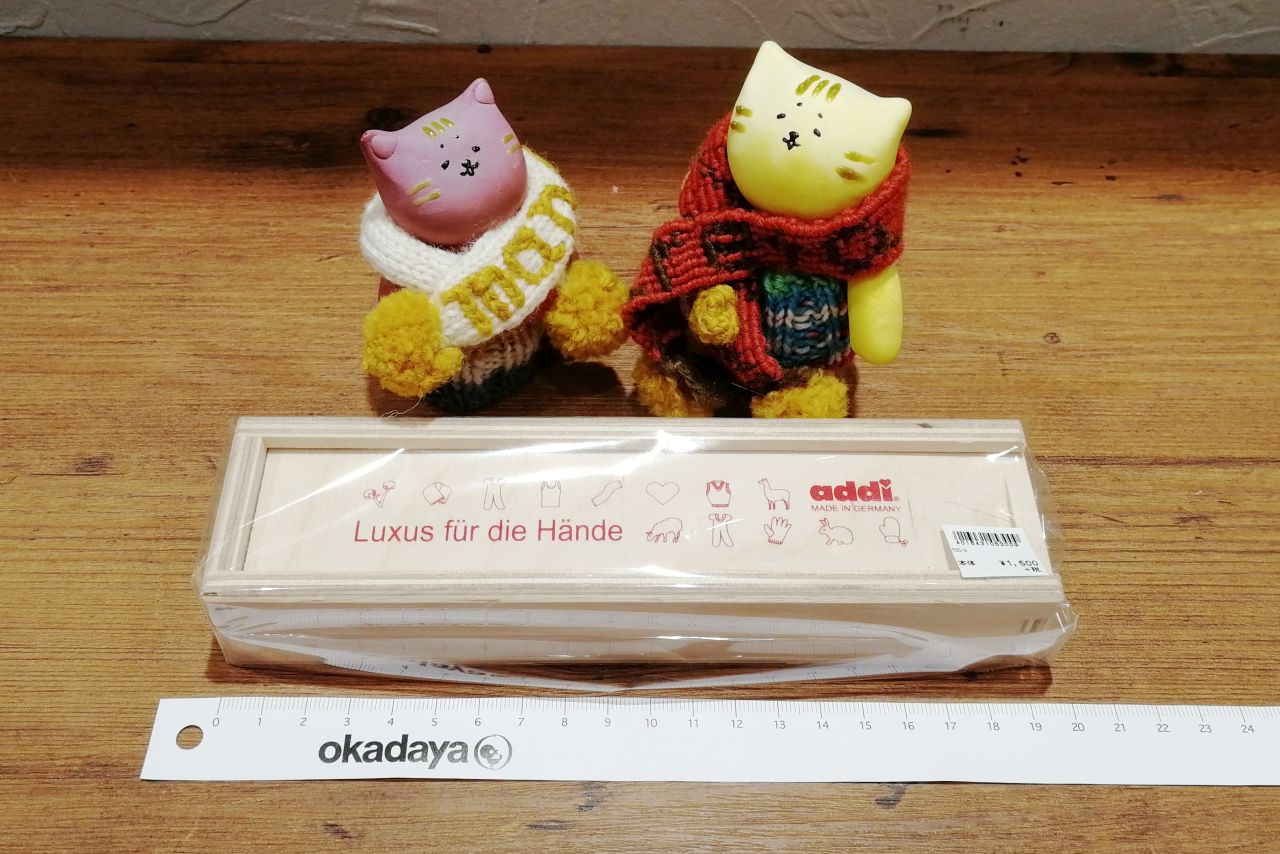 addi®
MADE IN GERMANY
Luxus für die Hände
本体 ¥1,500
+税
0 1 2 3 4 5 6 7 8 9 10 11 12 13 14 15 16 17 18 19 20 21 22 23 24
okadaya